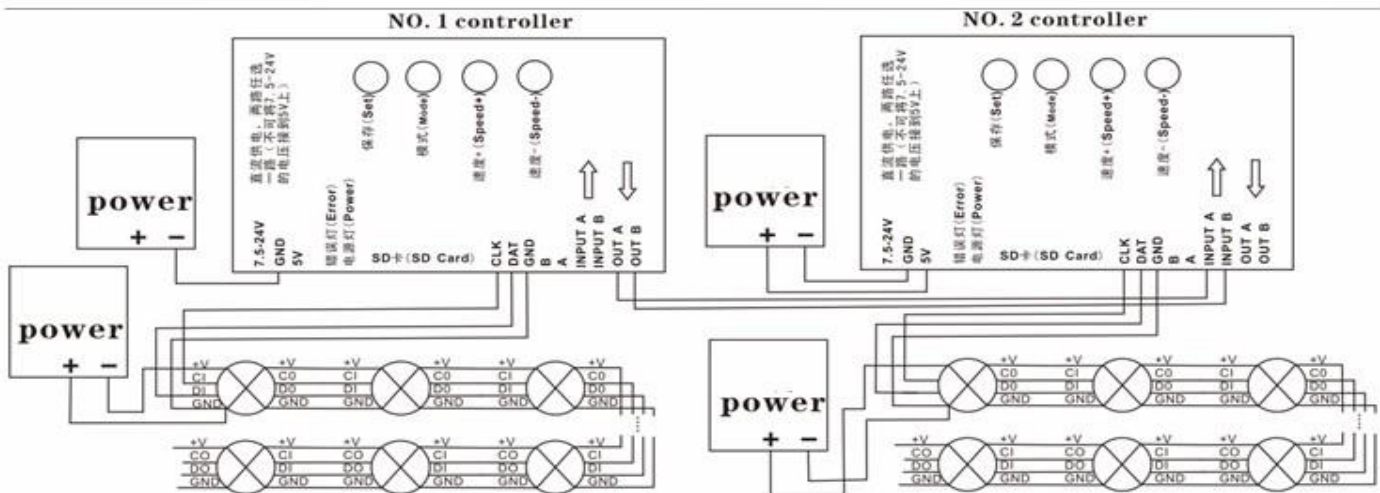 NO. 1 controller
NO. 2 controller
直流供电，两路任选
一路（不可将7.5-24V
的电压接到5V上）
保存(Set)
模式(Mode)
速度+(Speed+)
速度-(Speed-)
7.5-24V
GND
5V
错误灯(Error)
电源灯(Power)
SD卡(SD Card)
CLK
DAT
GND
B
A
INPUT A
INPUT B
OUT A
OUT B
power
+ −
power
+ −
直流供电，两路任选
一路（不可将7.5-24V
的电压接到5V上）
保存(Set)
模式(Mode)
速度+(Speed+)
速度-(Speed-)
7.5-24V
GND
5V
错误灯(Error)
电源灯(Power)
SD卡(SD Card)
CLK
DAT
GND
B
A
INPUT A
INPUT B
OUT A
OUT B
power
+ −
power
+ −
+V +V +V +V +V +V
CI C0 CI C0 CI C0
DI D0 DI D0 DI D0
GND GND GND GND GND GND
+V +V +V +V +V +V
CO CI CO CI CO CI
DO DI DO DI DO DI
GND GND GND GND GND GND
+V +V +V +V +V
C0 CI C0 CI C0
D0 DI D0 DI D0
GND GND GND GND GND
+V +V +V +V +V +V
CO CI CO CI CO CI
DO DI DO DI DO DI
GND GND GND GND GND GND